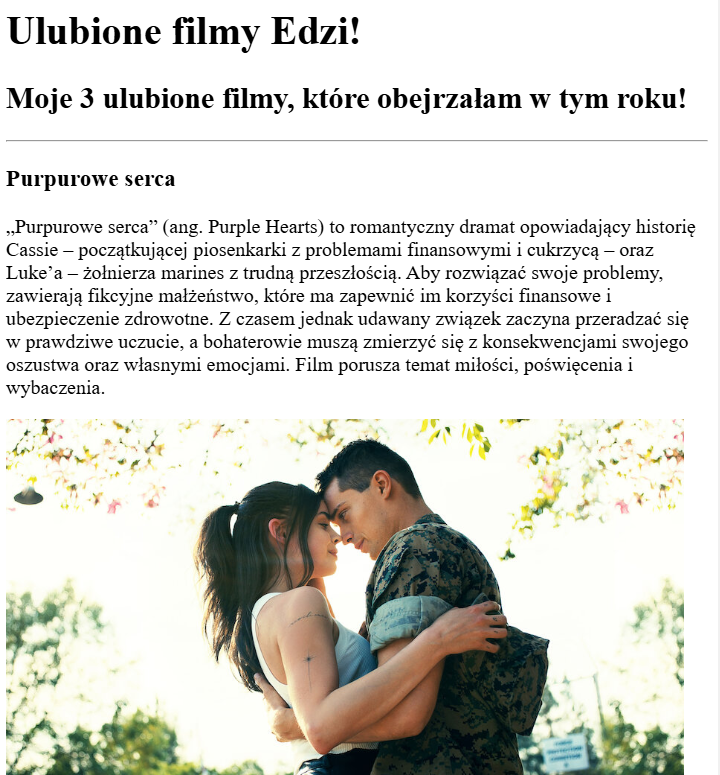 Ulubione filmy Edzi!
Moje 3 ulubione filmy, które obejrzałam w tym roku!
Purpurowe serca
„Purpurowe serca” (ang. Purple Hearts) to romantyczny dramat opowiadający historię
Cassie – początkującej piosenkarki z problemami finansowymi i cukrzycą – oraz
Luke’a – żołnierza marines z trudną przeszłością. Aby rozwiązać swoje problemy,
zawierają fikcyjne małżeństwo, które ma zapewnić im korzyści finansowe i
ubezpieczenie zdrowotne. Z czasem jednak udawany związek zaczyna przeradzać się
w prawdziwe uczucie, a bohaterowie muszą zmierzyć się z konsekwencjami swojego
oszustwa oraz własnymi emocjami. Film porusza temat miłości, poświęcenia i
wybaczenia.